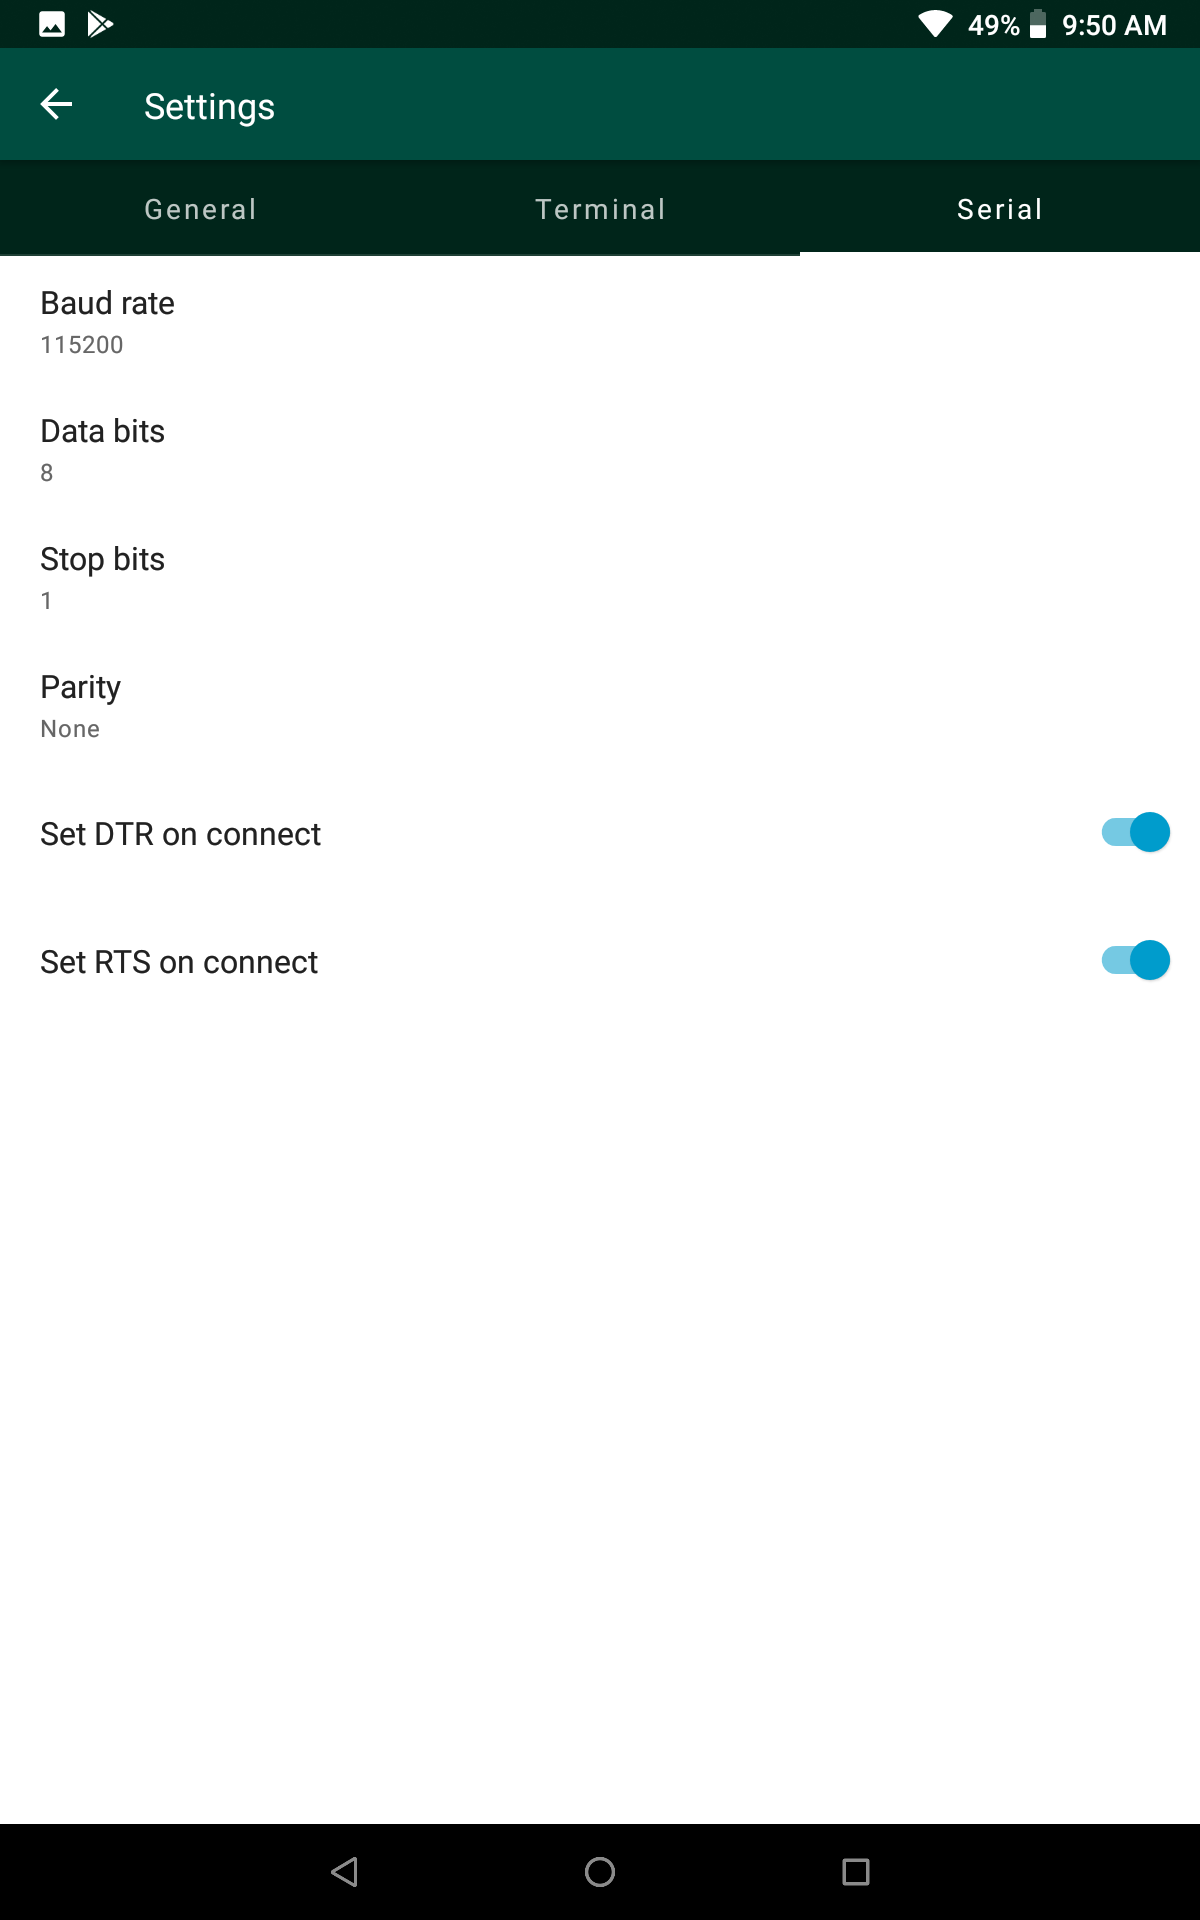 49% 9:50 AM
Settings
General Terminal Serial
Baud rate
115200
Data bits
8
Stop bits
1
Parity
None
Set DTR on connect
Set RTS on connect